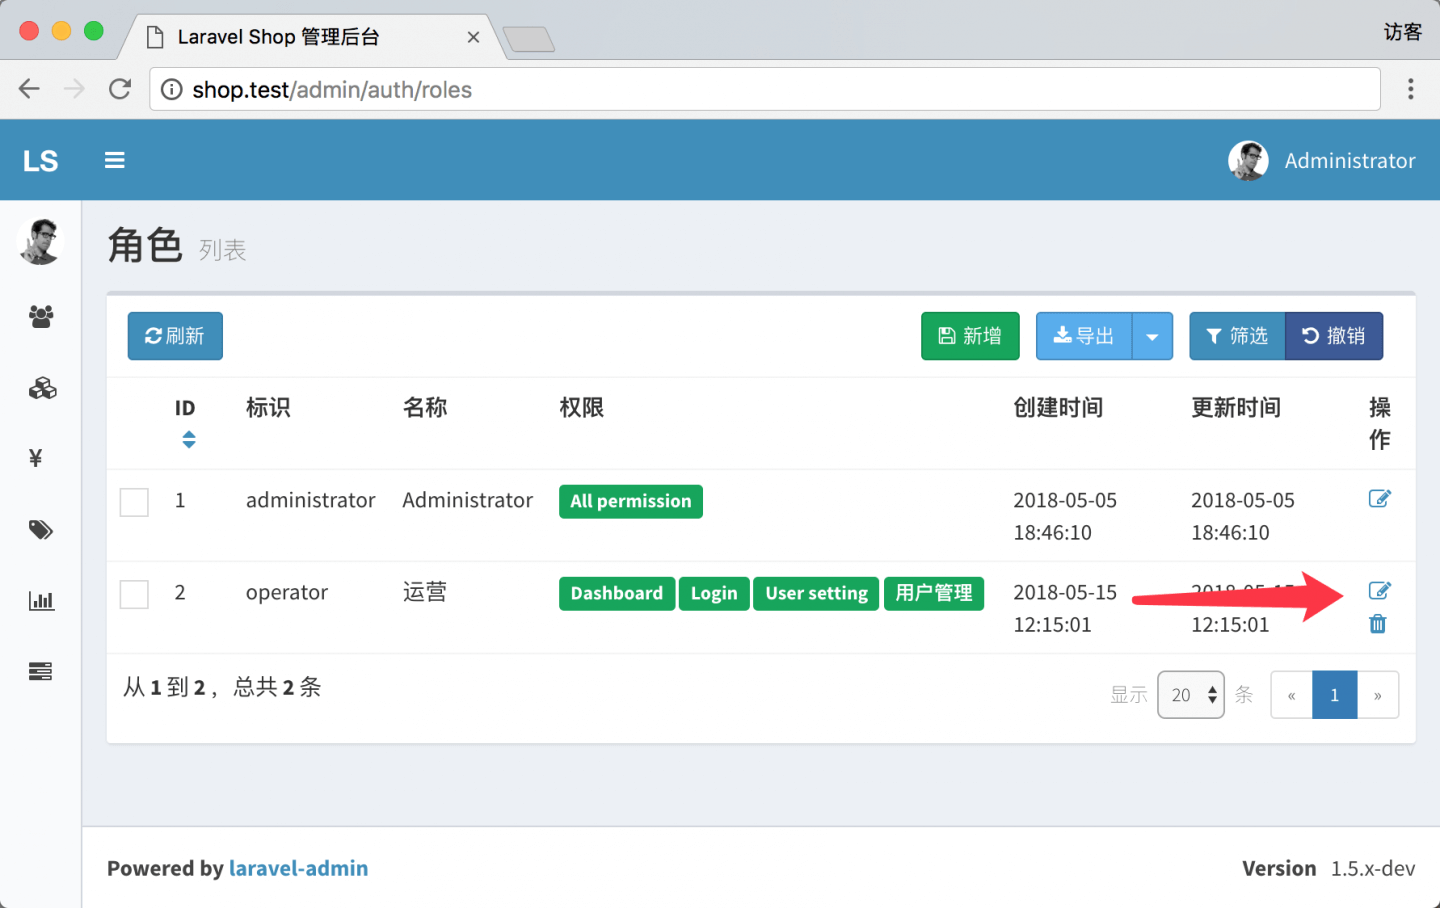 Laravel Shop 管理后台
访客
shop.test/admin/auth/roles
LS
Administrator
角色 列表
刷新
新增
导出
筛选
撤销
ID 标识 名称 权限 创建时间 更新时间 操
作
1 administrator Administrator All permission 2018-05-05 2018-05-05
18:46:10 18:46:10
2 operator 运营 Dashboard Login User setting 用户管理 2018-05-15 2018-05-15
12:15:01 12:15:01
从 1 到 2 ，总共 2 条
显示 20 条 « 1 »
Powered by laravel-admin
Version 1.5.x-dev